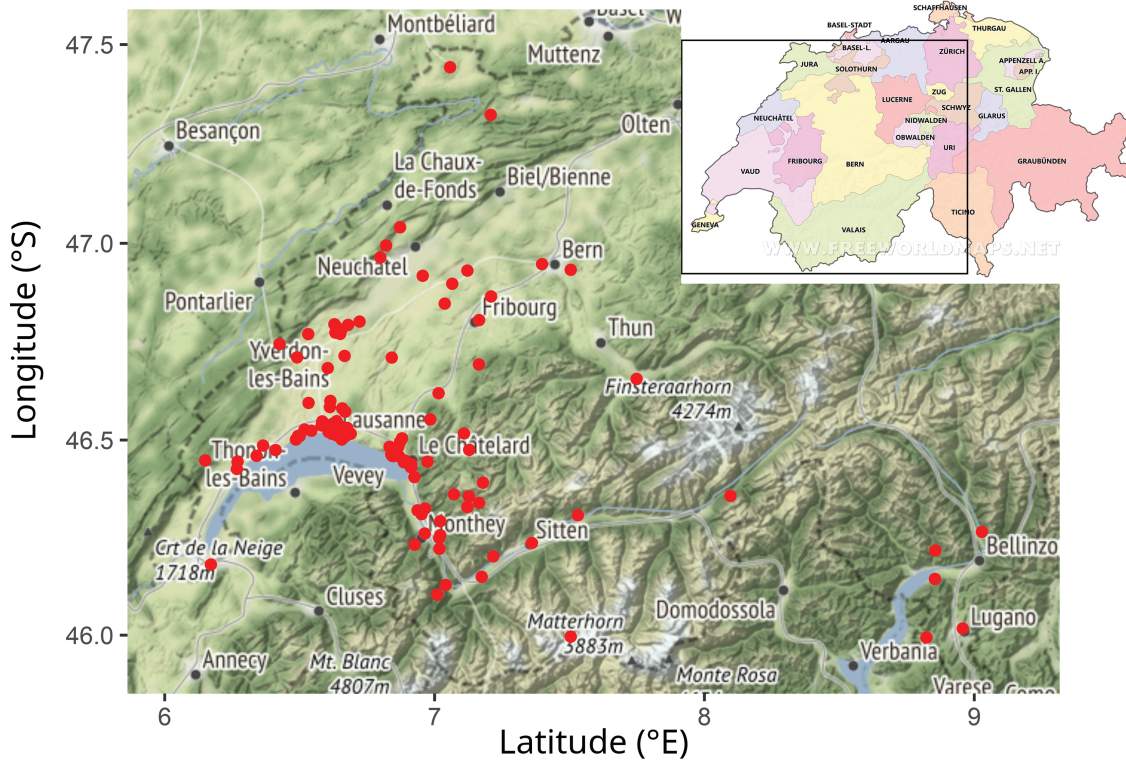 47.5
47.0
46.5
46.0
Longitude (°S)
6
7
8
9
Latitude (°E)
Montbéliard
Basel
W
Muttenz
Besançon
Olten
La Chaux-
de-Fonds
Biel/Bienne
Neuchâtel
Bern
Pontarlier
Fribourg
Thun
Yverdon-
les-Bains
Finsteraarhorn
4274m
Lausanne
Thonon-
les-Bains
Le Châtelard
Vevey
Monthey
Sitten
Crt de la Neige
1718m
Bellinzo
Cluses
Domodossola
Matterhorn
3883m
Lugano
Annecy
Mt. Blanc
4807m
Verbania
Monte Rosa
Varese
Como
SCHAFFHAUSEN
BASEL-STADT
THURGAU
AARGAU
BASEL-L.
ZÜRICH
JURA
SOLOTHURN
APPENZELL A.
APP. I.
ST. GALLEN
LUCERNE
ZUG
SCHWYZ
NEUCHÂTEL
NIDWALDEN
GLARUS
OBWALDEN
URI
FRIBOURG
BERN
GRAUBÜNDEN
VAUD
TICINO
GENEVA
VALAIS
WWW.FREEWORLDMAPS.NET